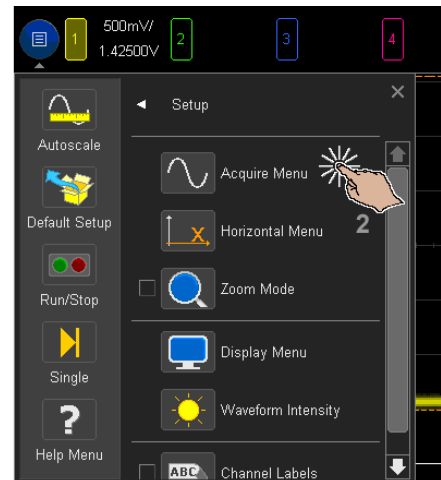 1
500mV/
1.42500V
2
3
4
Setup
Autoscale
Default Setup
Run/Stop
Single
?
Help Menu
Acquire Menu
2
X
Horizontal Menu
Zoom Mode
Display Menu
Waveform Intensity
ABC
Channel Labels